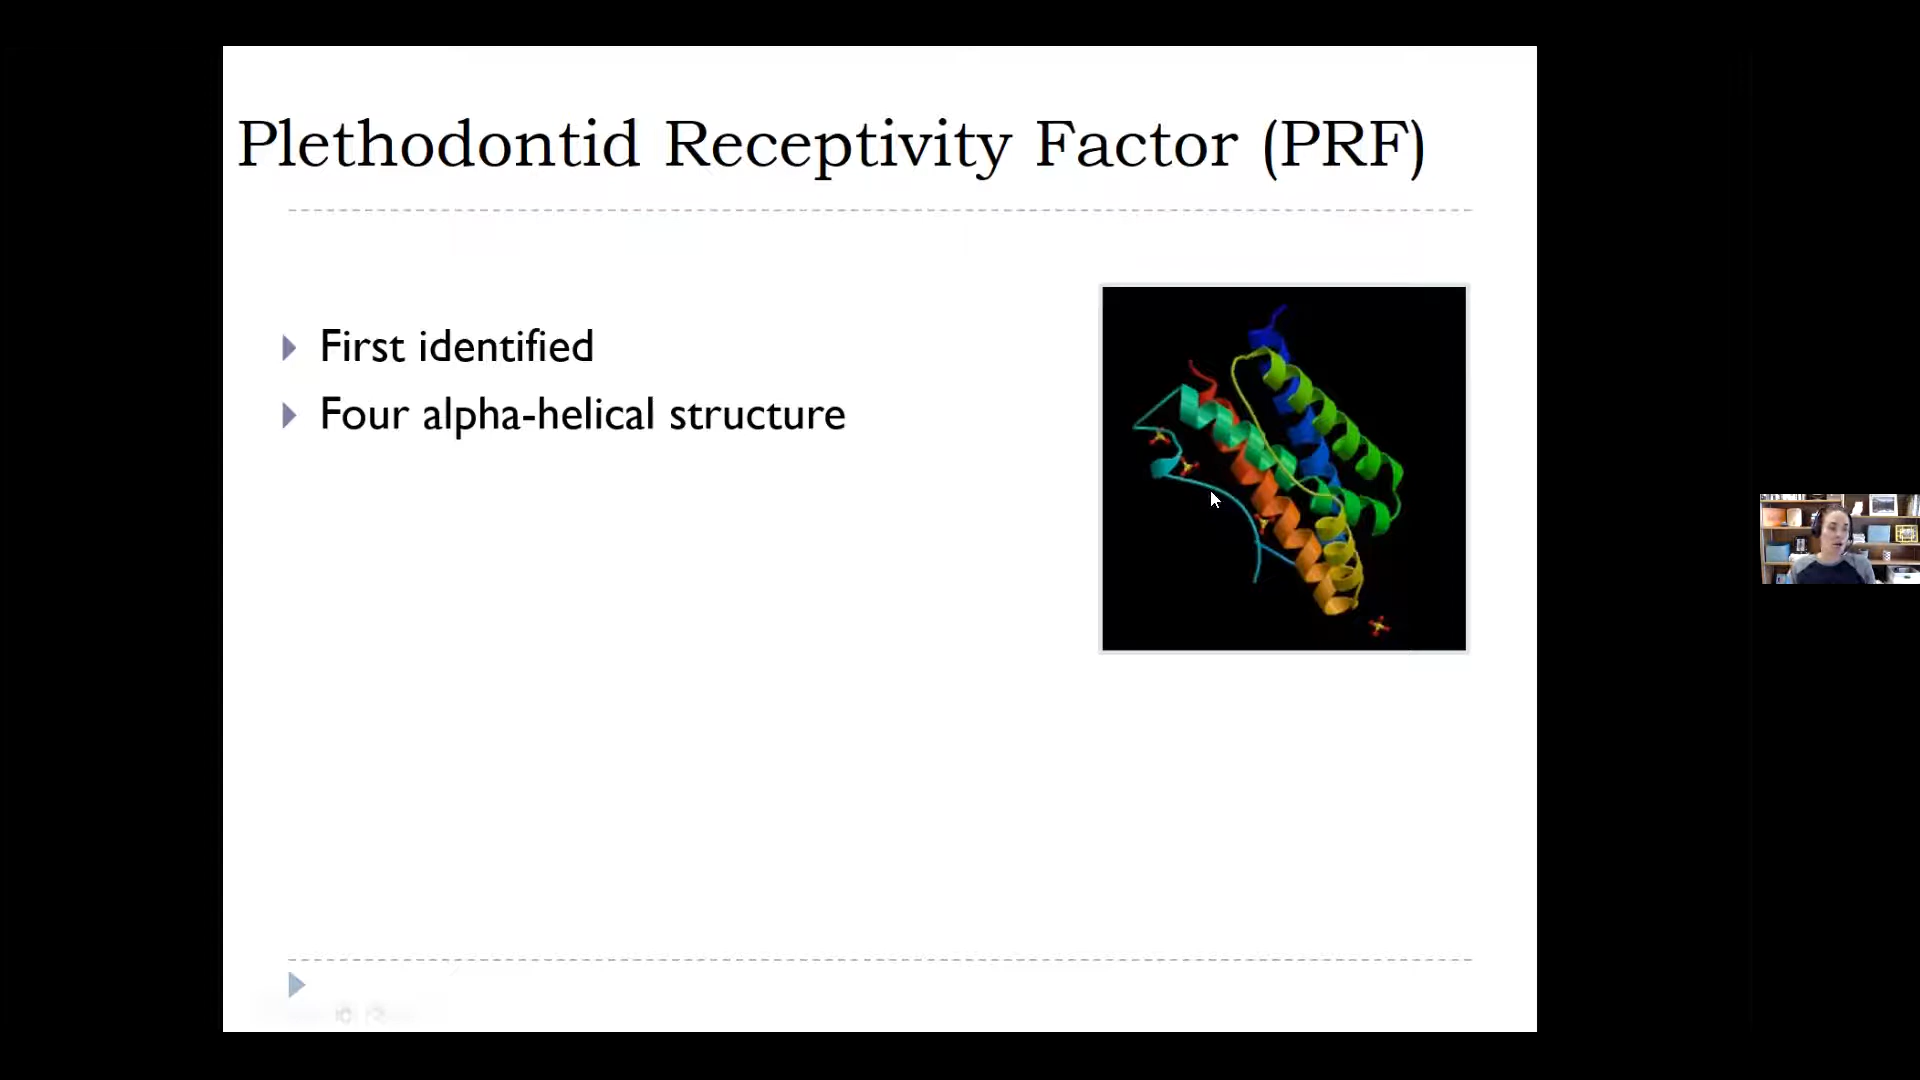 Plethodontid Receptivity Factor (PRF)
First identified
Four alpha-helical structure